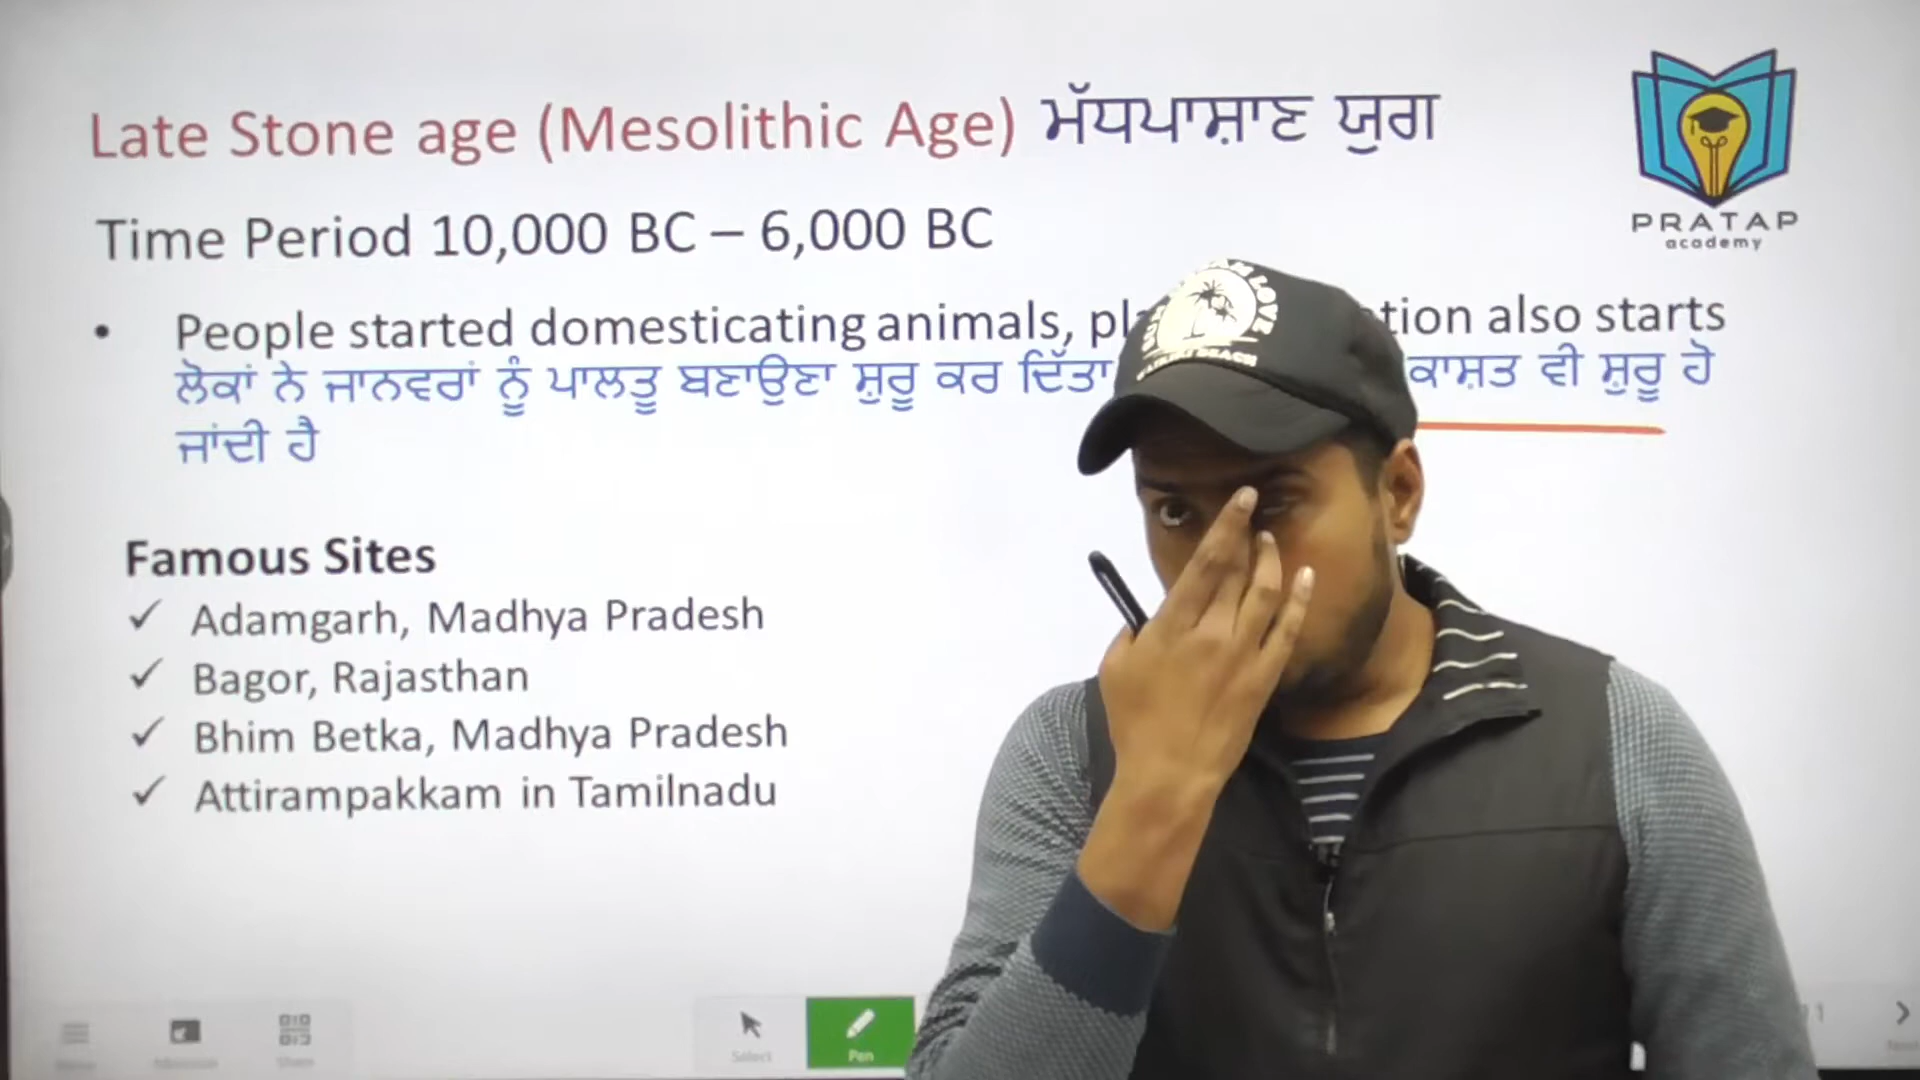 Late Stone age (Mesolithic Age) ਮੱਧਪਾਸ਼ਾਣ ਯੁਗ
PRATAP
academy
Time Period 10,000 BC – 6,000 BC
• People started domesticating animals, also starts
ਲੋਕਾਂ ਨੇ ਜਾਨਵਰਾਂ ਨੂੰ ਪਾਲਤੂ ਬਣਾਉਣਾ ਸ਼ੁਰੂ ਕਰ ਦਿੱਤਾ ਕਾਸ਼ਤ ਵੀ ਸ਼ੁਰੂ ਹੋ
ਜਾਂਦੀ ਹੈ
Famous Sites
✓ Adamgarh, Madhya Pradesh
✓ Bagor, Rajasthan
✓ Bhim Betka, Madhya Pradesh
✓ Attirampakkam in Tamilnadu
Select
Pen